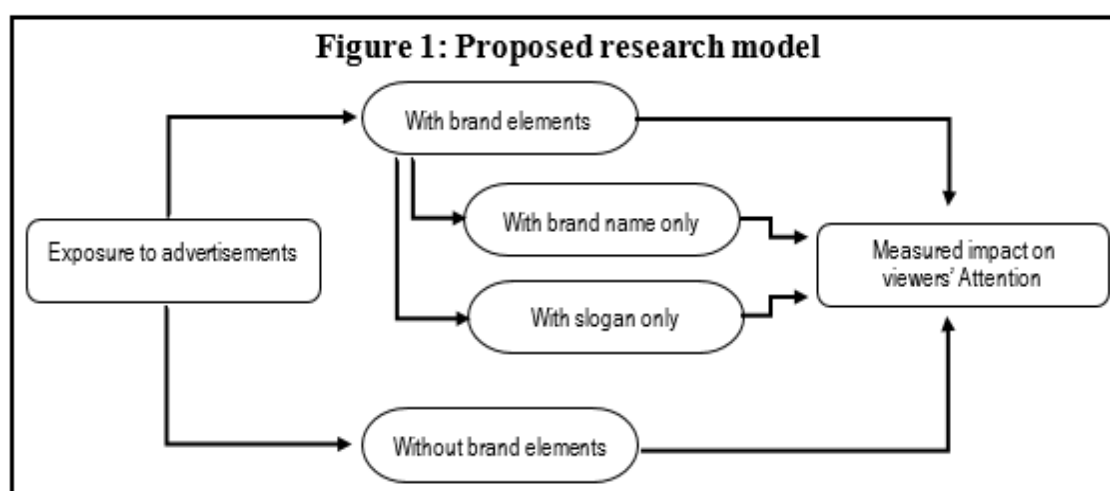 Figure 1: Proposed research model
With brand elements
With brand name only
Exposure to advertisements
Measured impact on
viewers' Attention
With slogan only
Without brand elements